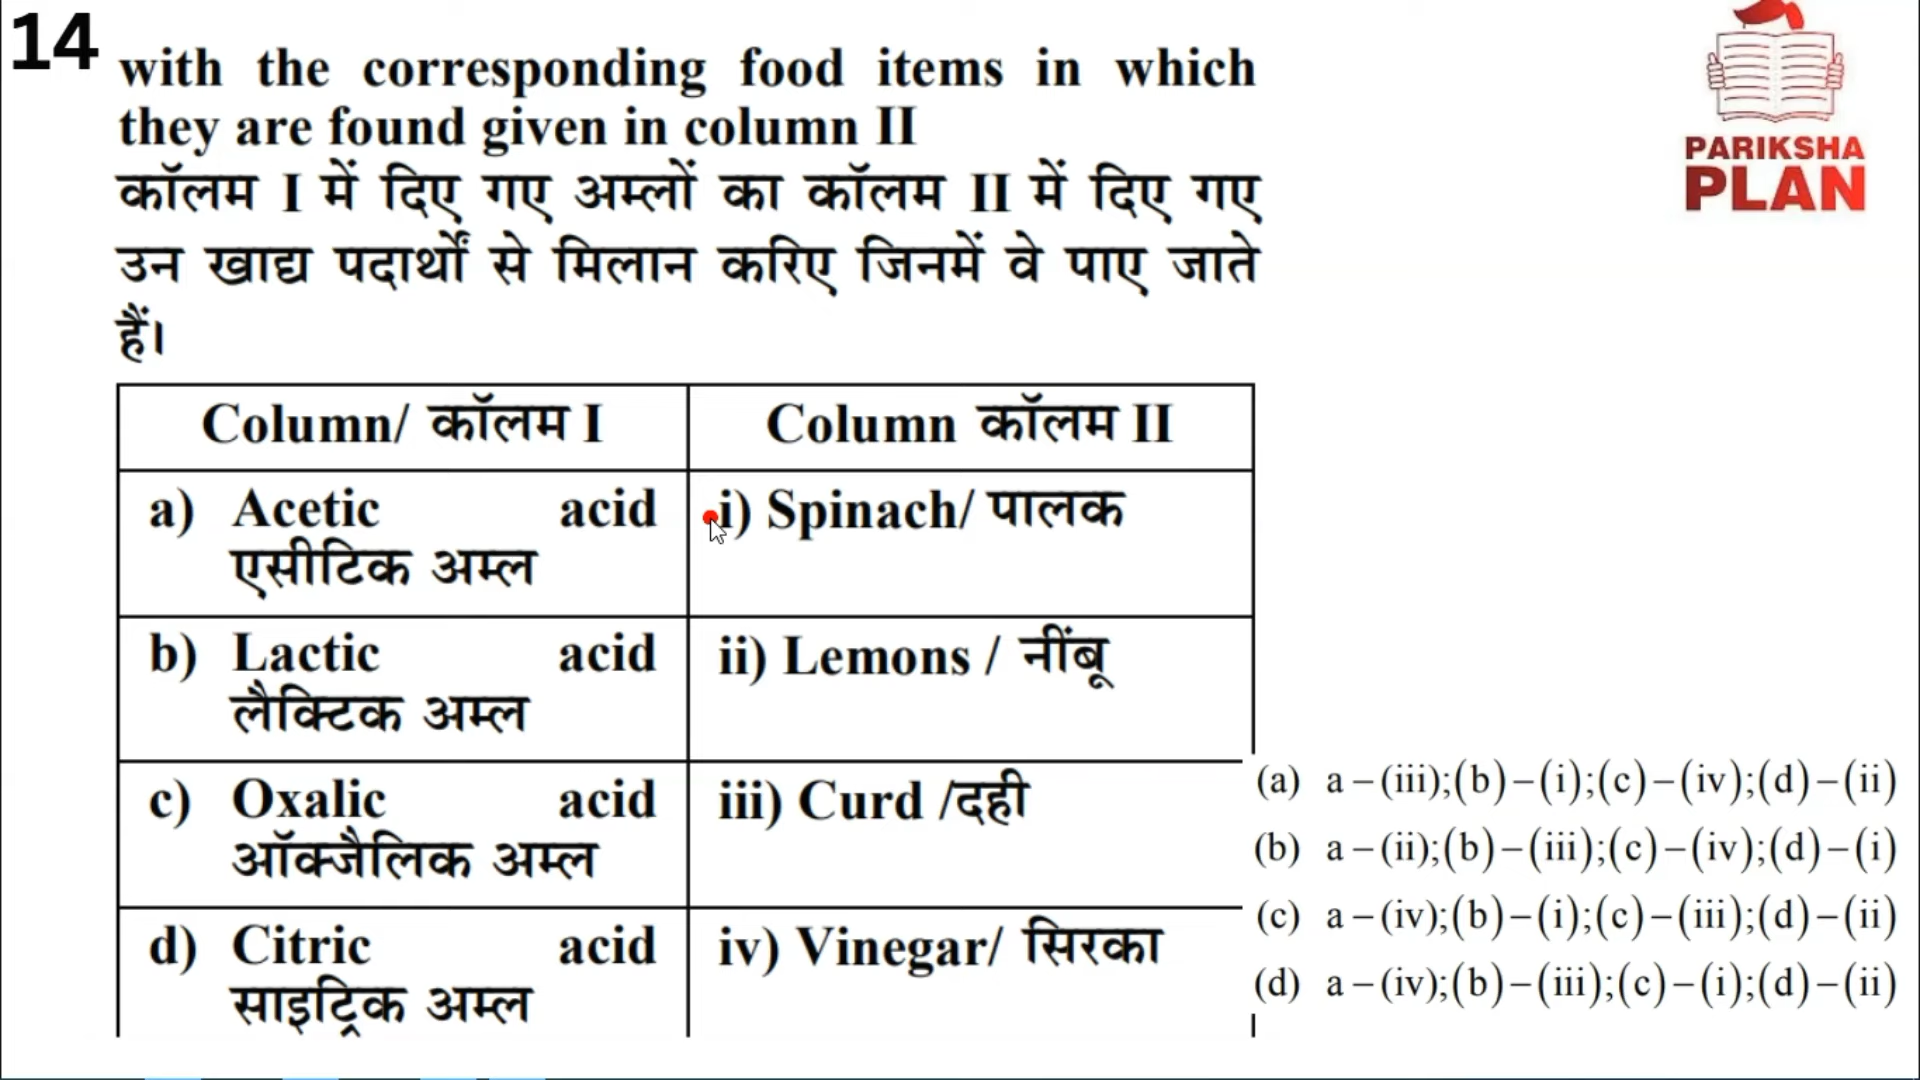 14
with the corresponding food items in which
they are found given in column II
कॉलम I में दिए गए अम्लों का कॉलम II में दिए गए
उन खाद्य पदार्थों से मिलान करिए जिनमें वे पाए जाते
हैं।
PARIKSHA
PLAN
Column/ कॉलम I
Column कॉलम II
a) Acetic acid
एसीटिक अम्ल
i) Spinach/ पालक
b) Lactic acid
लैक्टिक अम्ल
ii) Lemons / नींबू
c) Oxalic acid
ऑक्जैलिक अम्ल
iii) Curd /दही
d) Citric acid
साइट्रिक अम्ल
iv) Vinegar/ सिरका
(a) a–(iii);(b)–(i);(c)–(iv);(d)–(ii)
(b) a–(ii);(b)–(iii);(c)–(iv);(d)–(i)
(c) a–(iv);(b)–(i);(c)–(iii);(d)–(ii)
(d) a–(iv);(b)–(iii);(c)–(i);(d)–(ii)